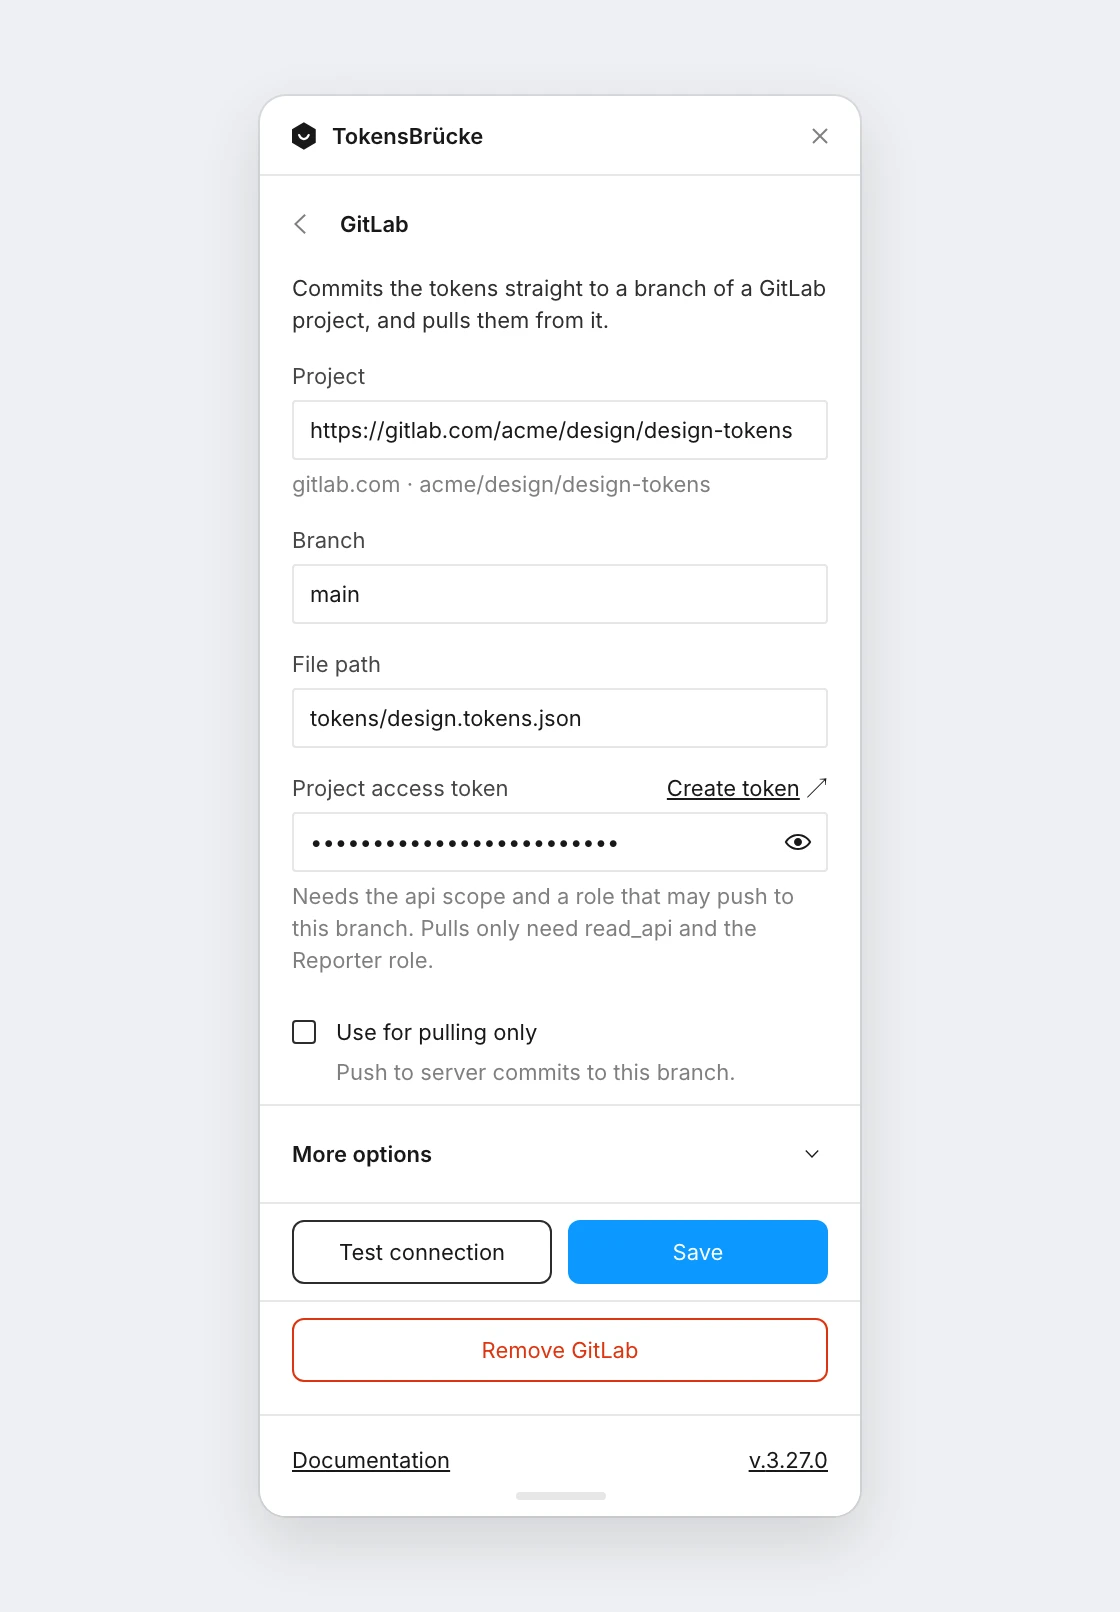 TokensBrücke
GitLab
Commits the tokens straight to a branch of a GitLab
project, and pulls them from it.
Project
https://gitlab.com/acme/design/design-tokens
gitlab.com · acme/design/design-tokens
Branch
main
File path
tokens/design.tokens.json
Project access token
Create token
•••••••••••••••••••••••••
Needs the api scope and a role that may push to
this branch. Pulls only need read_api and the
Reporter role.
Use for pulling only
Push to server commits to this branch.
More options
Test connection
Save
Remove GitLab
Documentation
v.3.27.0